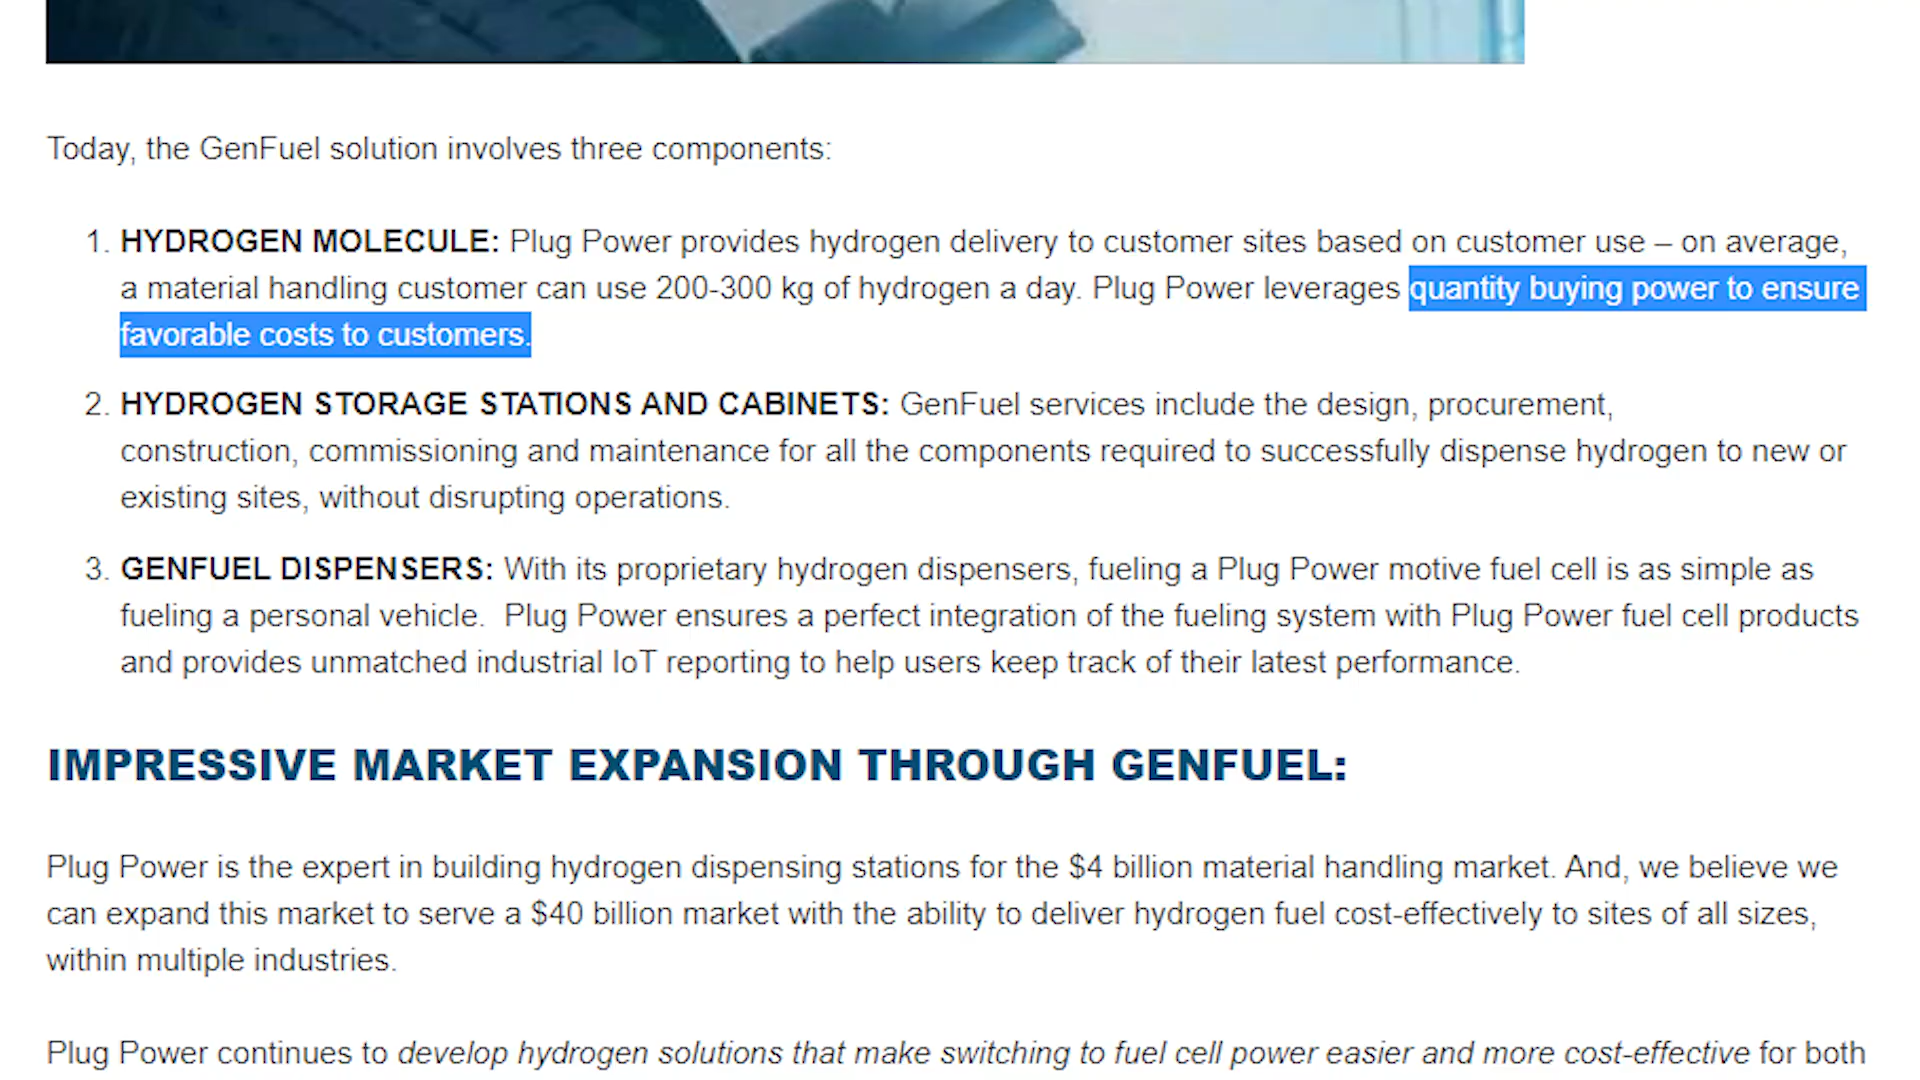 Today, the GenFuel solution involves three components:
1. HYDROGEN MOLECULE: Plug Power provides hydrogen delivery to customer sites based on customer use – on average,
a material handling customer can use 200-300 kg of hydrogen a day. Plug Power leverages quantity buying power to ensure
favorable costs to customers.
2. HYDROGEN STORAGE STATIONS AND CABINETS: GenFuel services include the design, procurement,
construction, commissioning and maintenance for all the components required to successfully dispense hydrogen to new or
existing sites, without disrupting operations.
3. GENFUEL DISPENSERS: With its proprietary hydrogen dispensers, fueling a Plug Power motive fuel cell is as simple as
fueling a personal vehicle.  Plug Power ensures a perfect integration of the fueling system with Plug Power fuel cell products
and provides unmatched industrial IoT reporting to help users keep track of their latest performance.
IMPRESSIVE MARKET EXPANSION THROUGH GENFUEL:
Plug Power is the expert in building hydrogen dispensing stations for the $4 billion material handling market. And, we believe we
can expand this market to serve a $40 billion market with the ability to deliver hydrogen fuel cost-effectively to sites of all sizes,
within multiple industries.
Plug Power continues to develop hydrogen solutions that make switching to fuel cell power easier and more cost-effective for both